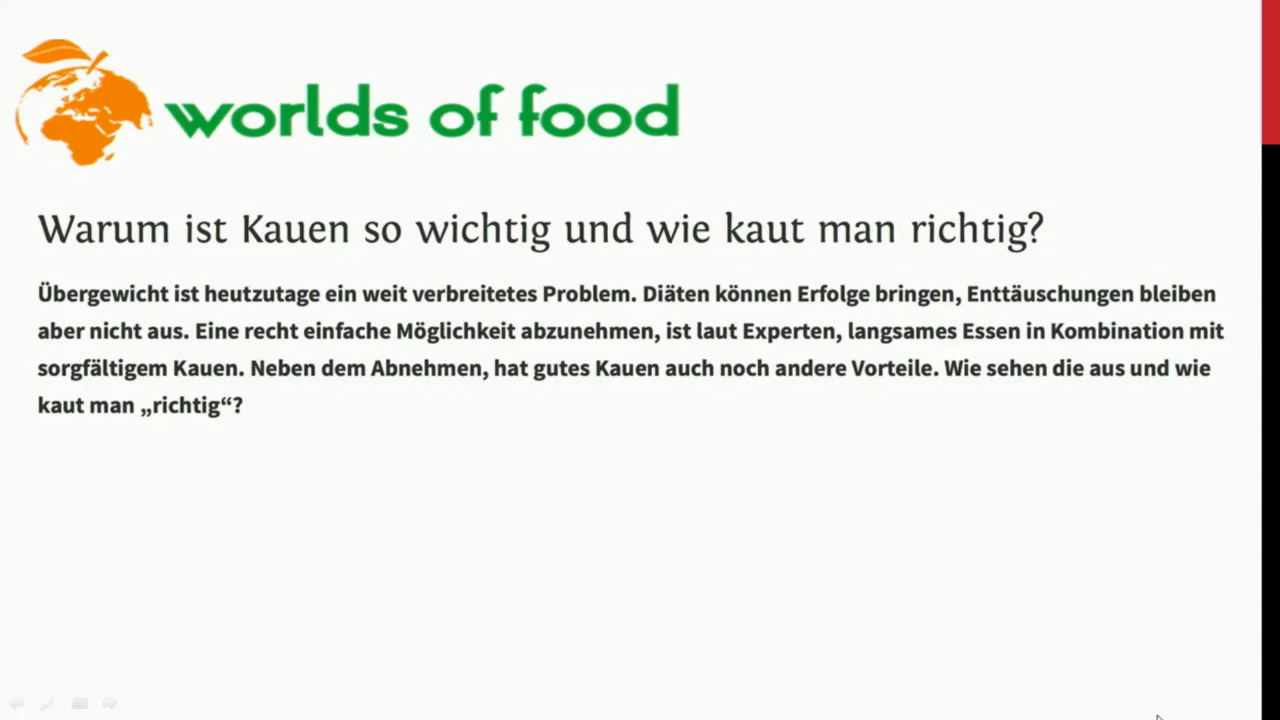 worlds of food
Warum ist Kauen so wichtig und wie kaut man richtig?
Übergewicht ist heutzutage ein weit verbreitetes Problem. Diäten können Erfolge bringen, Enttäuschungen bleiben
aber nicht aus. Eine recht einfache Möglichkeit abzunehmen, ist laut Experten, langsames Essen in Kombination mit
sorgfältigem Kauen. Neben dem Abnehmen, hat gutes Kauen auch noch andere Vorteile. Wie sehen die aus und wie
kaut man „richtig“?